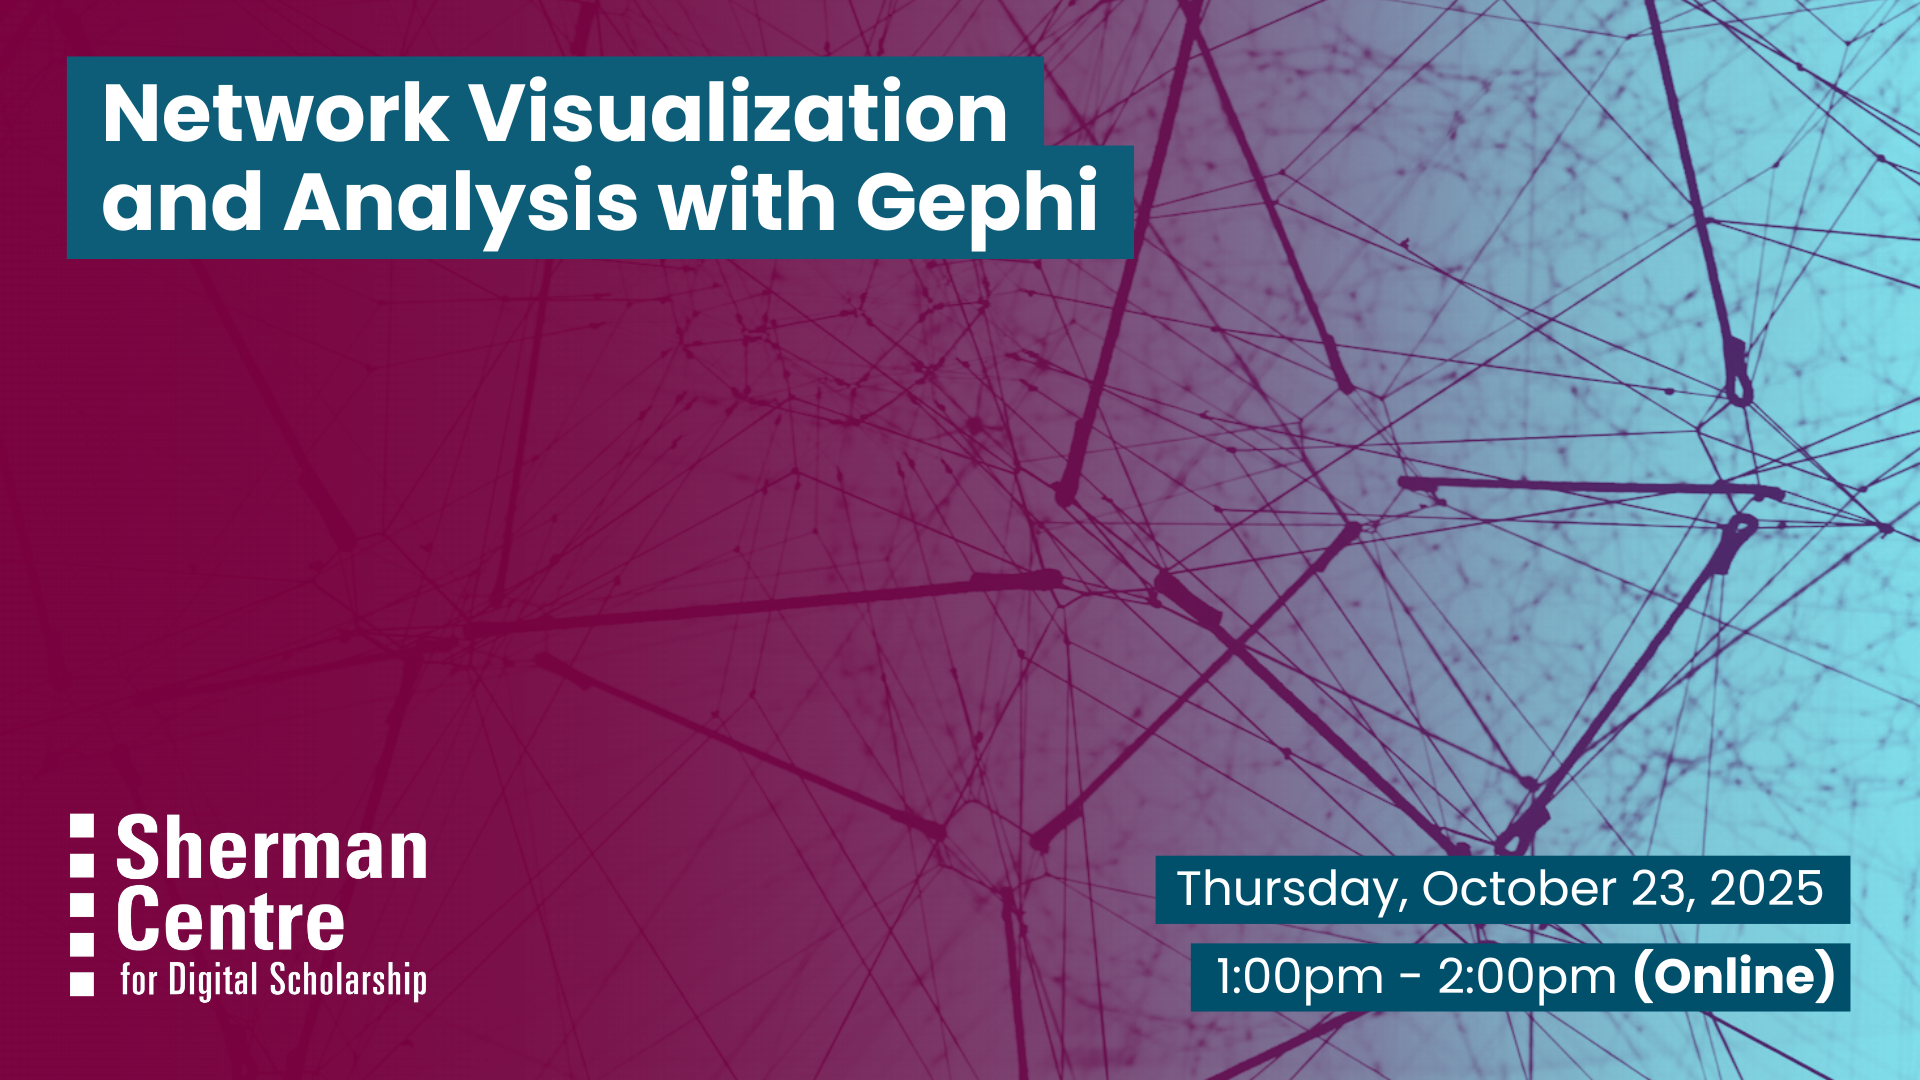 Network Visualization
and Analysis with Gephi
Sherman
Centre
for Digital Scholarship
Thursday, October 23, 2025
1:00pm - 2:00pm (Online)